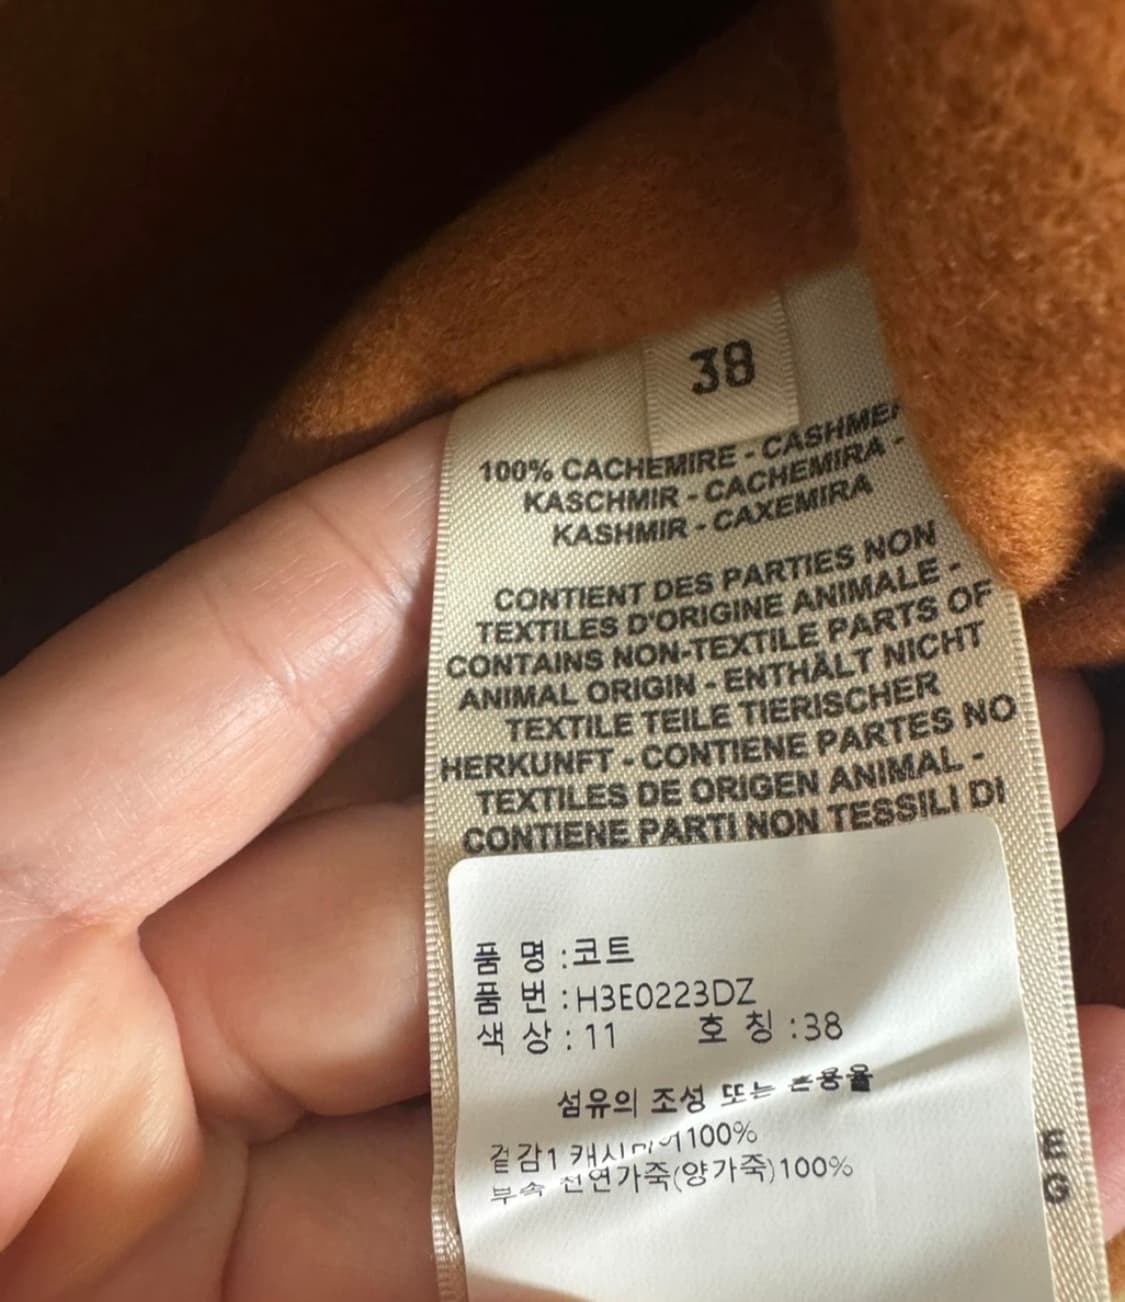 38
100% CACHEMIRE - CASHMER
KASCHMIR - CACHEMIRA -
KASHMIR - CAXEMIRA
CONTIENT DES PARTIES NON
TEXTILES D'ORIGINE ANIMALE -
CONTAINS NON-TEXTILE PARTS OF
ANIMAL ORIGIN - ENTHÄLT NICHT
TEXTILE TEILE TIERISCHER
HERKUNFT - CONTIENE PARTES NO
TEXTILES DE ORIGEN ANIMAL -
CONTIENE PARTI NON TESSILI DI
품 명 :코트
품 번 :H3E0223DZ
색 상 : 11 호 칭 :38
섬유의 조성 또는 혼용율
겉감1 캐시미어100%
부속 천연가죽(양가죽)100%
E
G